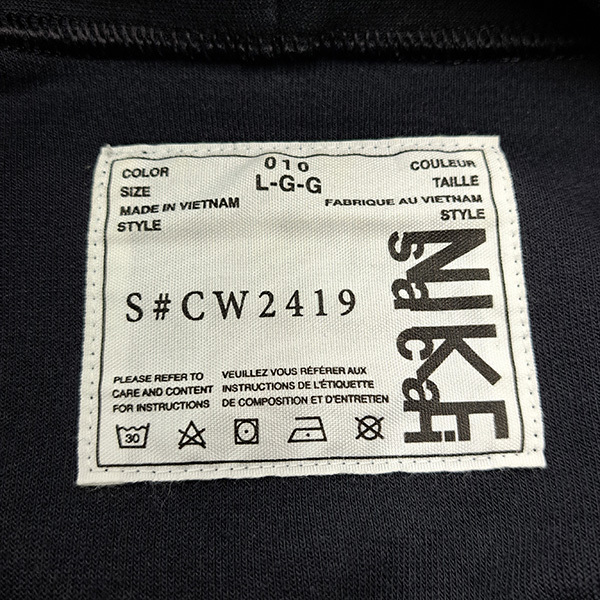 COLOR 010 COULEUR
SIZE L-G-G TAILLE
MADE IN VIETNAM FABRIQUE AU VIETNAM
STYLE STYLE
S#CW2419
PLEASE REFER TO
CARE AND CONTENT
FOR INSTRUCTIONS
VEUILLEZ VOUS RÉFÉRER AUX
INSTRUCTIONS DE L'ÉTIQUETTE
DE COMPOSITION ET D'ENTRETIEN
30
NIKE
sacai